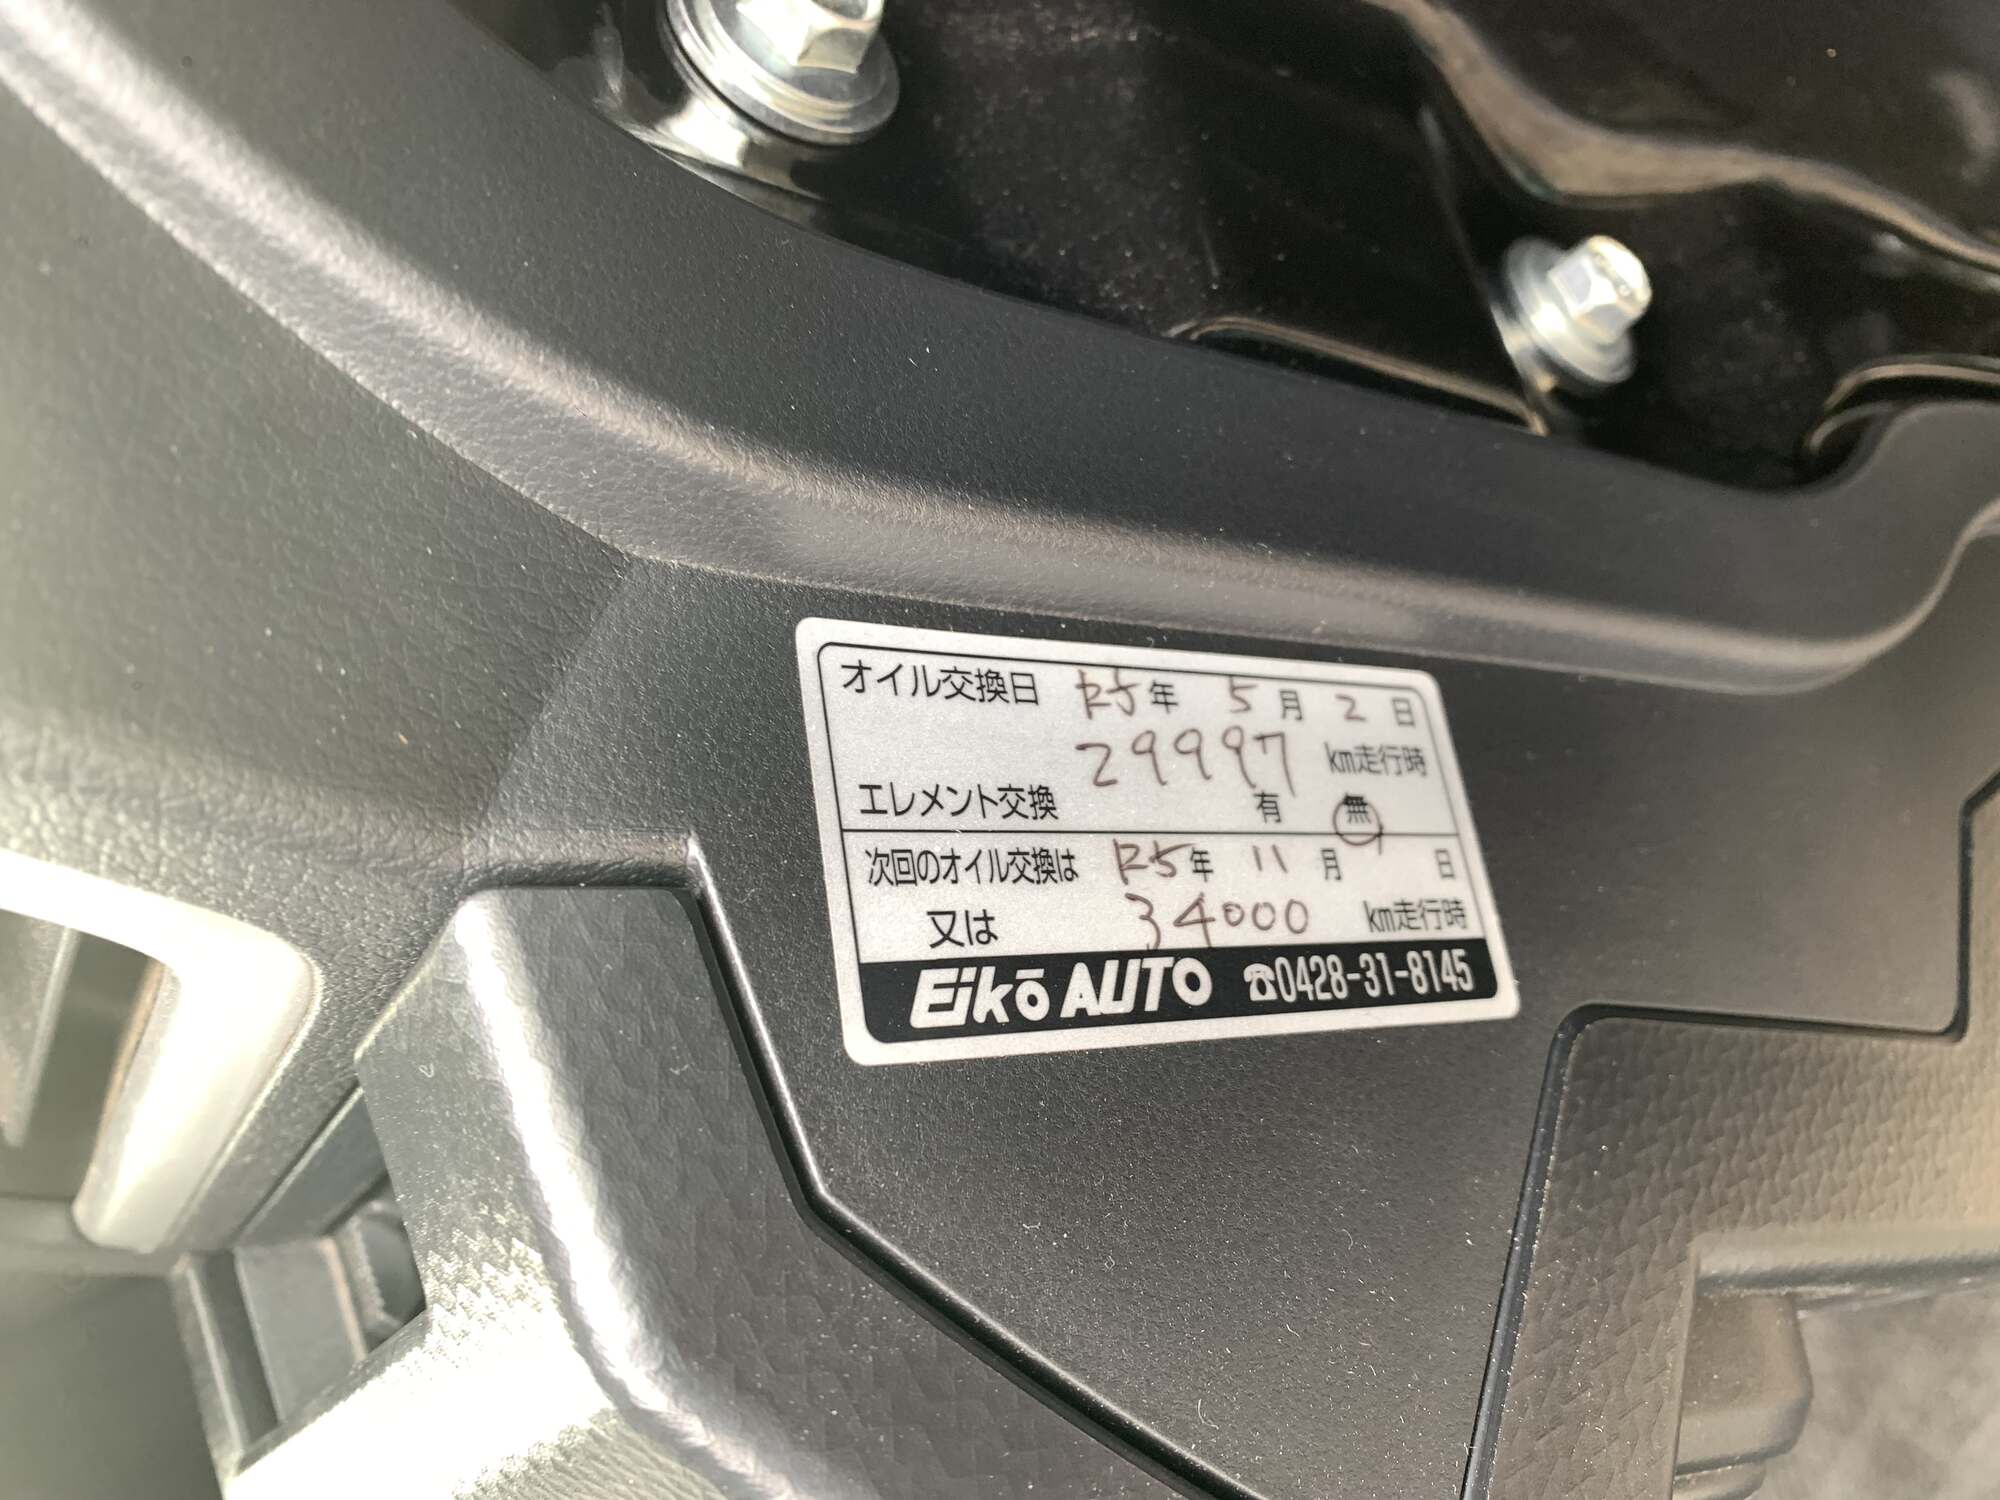 オイル交換日 R5年 5月 2日
29997 km走行時
エレメント交換 有 無
次回のオイル交換は R5年 11月 日
又は 34000 km走行時
Eikō AUTO ☎0428-31-8145